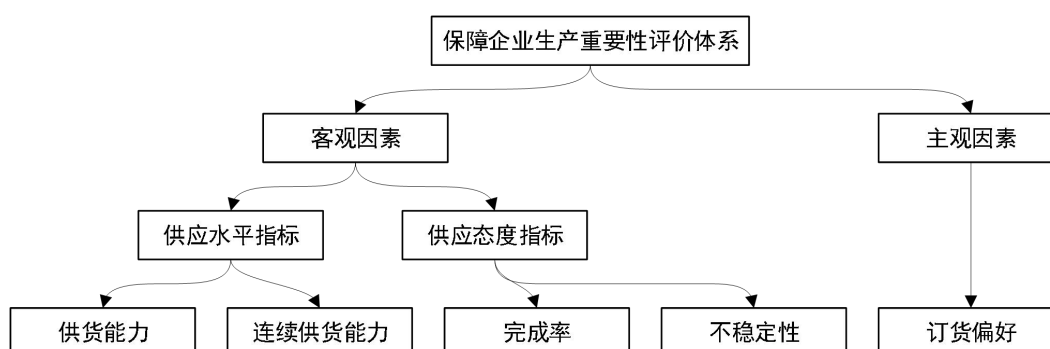 保障企业生产重要性评价体系
客观因素
主观因素
供应水平指标
供应态度指标
供货能力
连续供货能力
完成率
不稳定性
订货偏好